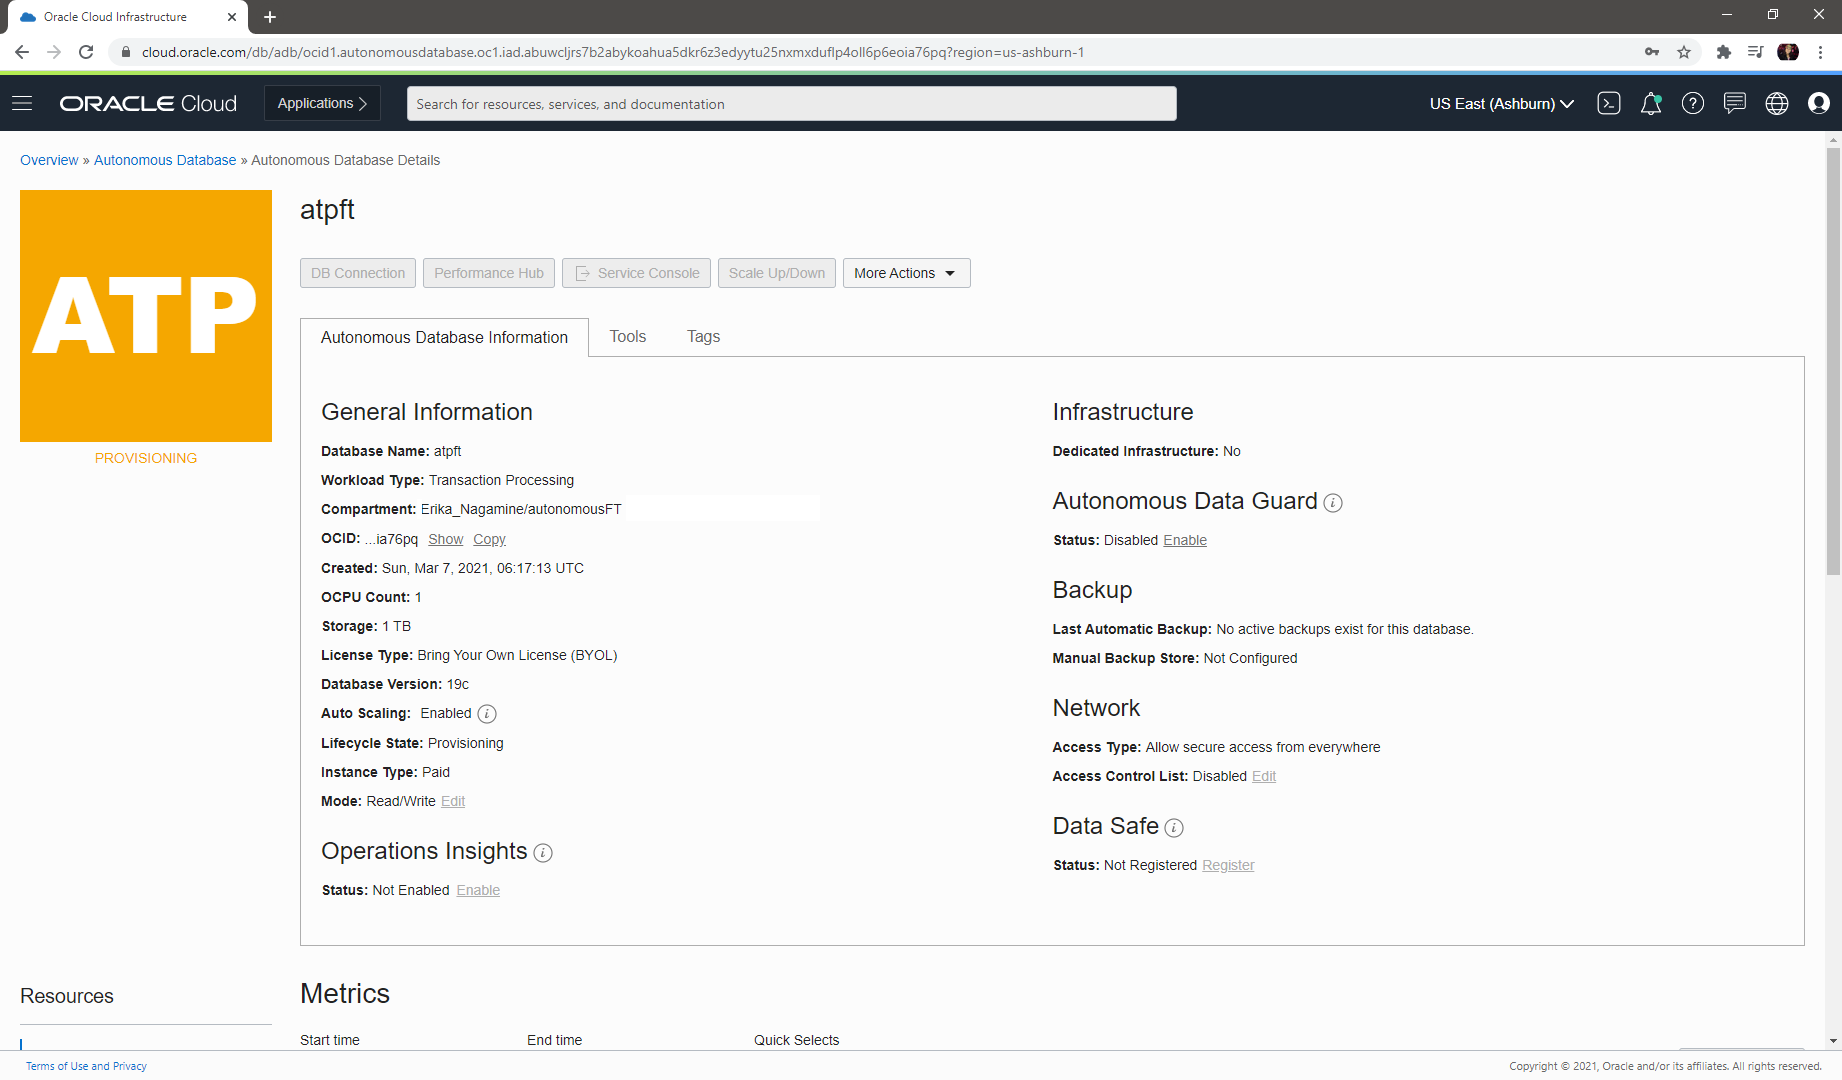 Oracle Cloud Infrastructure
cloud.oracle.com/db/adb/ocid1.autonomousdatabase.oc1.iad.abuwcljrs7b2abykoahua5dkr6z3edyytu25nxmxduflp4oll6p6eoia76pq?region=us-ashburn-1
ORACLE Cloud
Applications
Search for resources, services, and documentation
US East (Ashburn)
Overview » Autonomous Database » Autonomous Database Details
ATP
PROVISIONING
atpft
DB Connection
Performance Hub
Service Console
Scale Up/Down
More Actions
Autonomous Database Information
Tools
Tags
General Information
Database Name: atpft
Workload Type: Transaction Processing
Compartment: Erika_Nagamine/autonomousFT
OCID: ...ia76pq Show Copy
Created: Sun, Mar 7, 2021, 06:17:13 UTC
OCPU Count: 1
Storage: 1 TB
License Type: Bring Your Own License (BYOL)
Database Version: 19c
Auto Scaling: Enabled
Lifecycle State: Provisioning
Instance Type: Paid
Mode: Read/Write Edit
Operations Insights
Status: Not Enabled Enable
Infrastructure
Dedicated Infrastructure: No
Autonomous Data Guard
Status: Disabled Enable
Backup
Last Automatic Backup: No active backups exist for this database.
Manual Backup Store: Not Configured
Network
Access Type: Allow secure access from everywhere
Access Control List: Disabled Edit
Data Safe
Status: Not Registered Register
Resources
Metrics
Start time
End time
Quick Selects
Terms of Use and Privacy
Copyright © 2021, Oracle and/or its affiliates. All rights reserved.